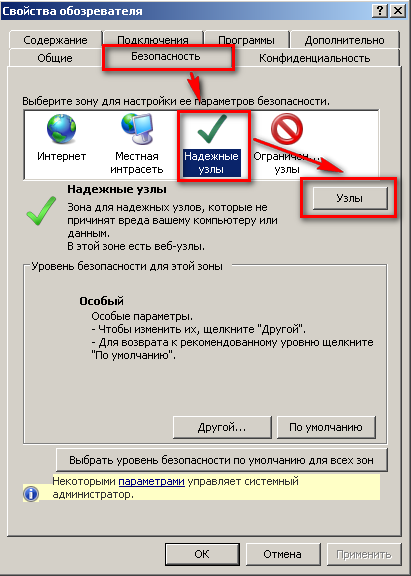 Свойства обозревателя
Содержание Подключения Программы Дополнительно
Общие Безопасность Конфиденциальность
Выберите зону для настройки ее параметров безопасности.
Интернет Местная интрасеть Надежные узлы Ограничен... узлы
Надежные узлы
Узлы
Зона для надежных узлов, которые не
причинят вреда вашему компьютеру или
данным.
В этой зоне есть веб-узлы.
Уровень безопасности для этой зоны
Особый
Особые параметры.
- Чтобы изменить их, щелкните "Другой".
- Для возврата к рекомендованному уровню щелкните
"По умолчанию".
Другой... По умолчанию
Выбрать уровень безопасности по умолчанию для всех зон
Некоторыми параметрами управляет системный
администратор.
ОК Отмена Применить